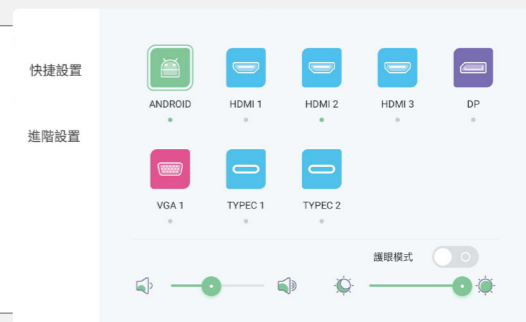 快捷設置
進階設置
ANDROID
HDMI 1
HDMI 2
HDMI 3
DP
VGA 1
TYPEC 1
TYPEC 2
護眼模式